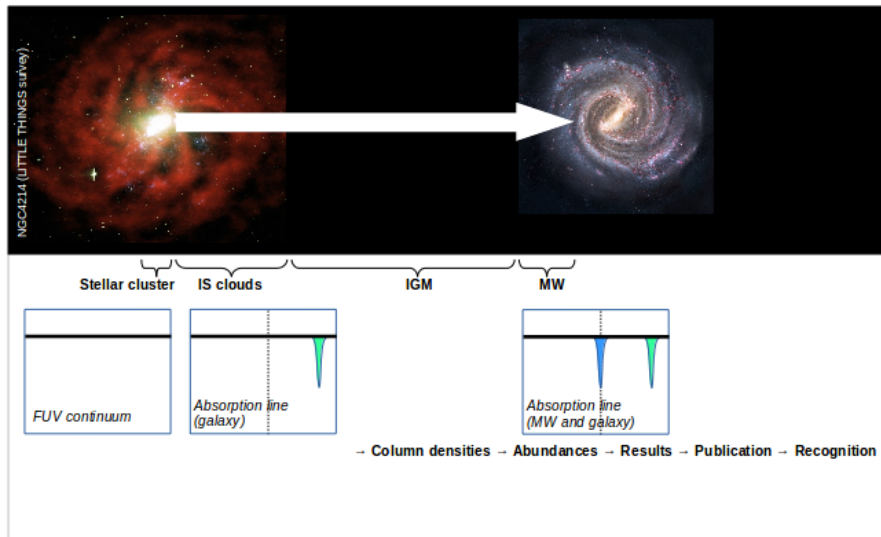 NGC4214 (LITTLE THINGS survey)
Stellar cluster IS clouds IGM MW
FUV continuum
Absorption line
(galaxy)
Absorption line
(MW and galaxy)
→ Column densities → Abundances → Results → Publication → Recognition